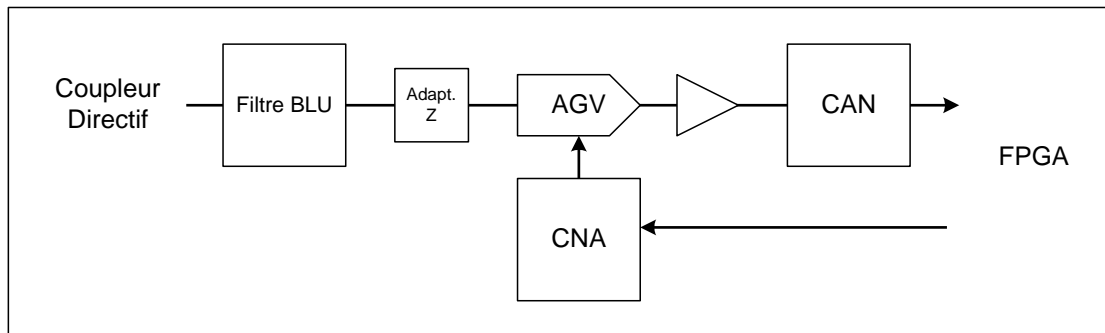 Coupleur
Directif
Filtre BLU
Adapt.
Z
AGV
CAN
FPGA
CNA